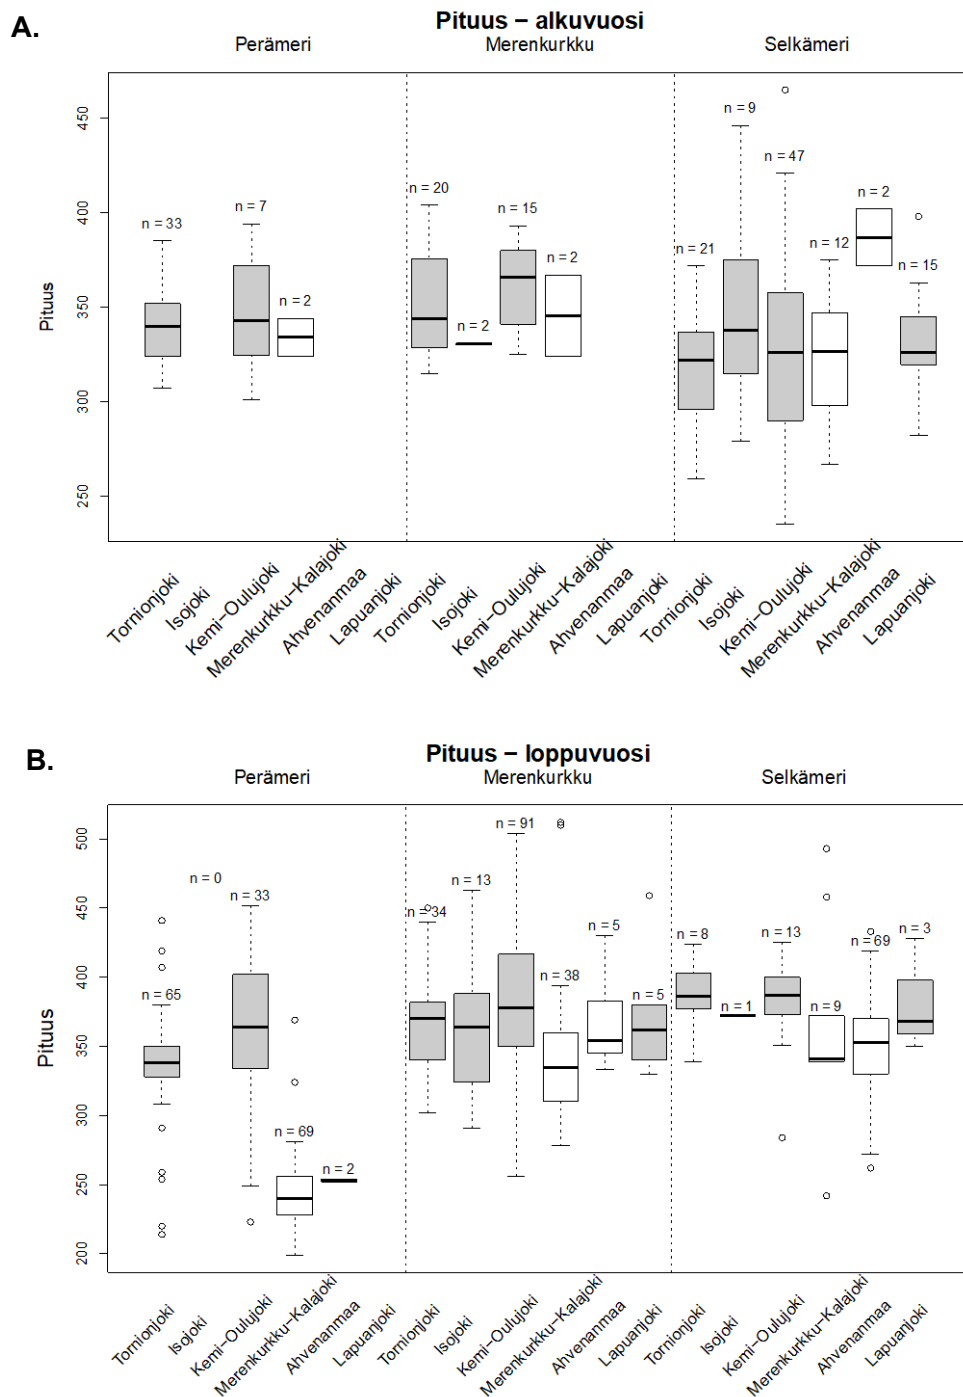 A.
Pituus – alkuvuosi
Perämeri Merenkurkku Selkämeri
Pituus
450
400
350
300
250
n = 33
n = 7
n = 2
n = 20
n = 2
n = 15
n = 2
n = 21
n = 9
n = 47
n = 12
n = 2
n = 15
Tornionjoki
Isojoki
Kemi–Oulujoki
Merenkurkku–Kalajoki
Ahvenanmaa
Lapuanjoki
Tornionjoki
Isojoki
Kemi–Oulujoki
Merenkurkku–Kalajoki
Ahvenanmaa
Lapuanjoki
Tornionjoki
Isojoki
Kemi–Oulujoki
Merenkurkku–Kalajoki
Ahvenanmaa
Lapuanjoki
B.
Pituus – loppuvuosi
Perämeri Merenkurkku Selkämeri
Pituus
500
450
400
350
300
250
200
n = 65
n = 0
n = 33
n = 69
n = 2
n = 34
n = 13
n = 91
n = 38
n = 5
n = 5
n = 8
n = 1
n = 13
n = 9
n = 69
n = 3
Tornionjoki
Isojoki
Kemi–Oulujoki
Merenkurkku–Kalajoki
Ahvenanmaa
Lapuanjoki
Tornionjoki
Isojoki
Kemi–Oulujoki
Merenkurkku–Kalajoki
Ahvenanmaa
Lapuanjoki
Tornionjoki
Isojoki
Kemi–Oulujoki
Merenkurkku–Kalajoki
Ahvenanmaa
Lapuanjoki